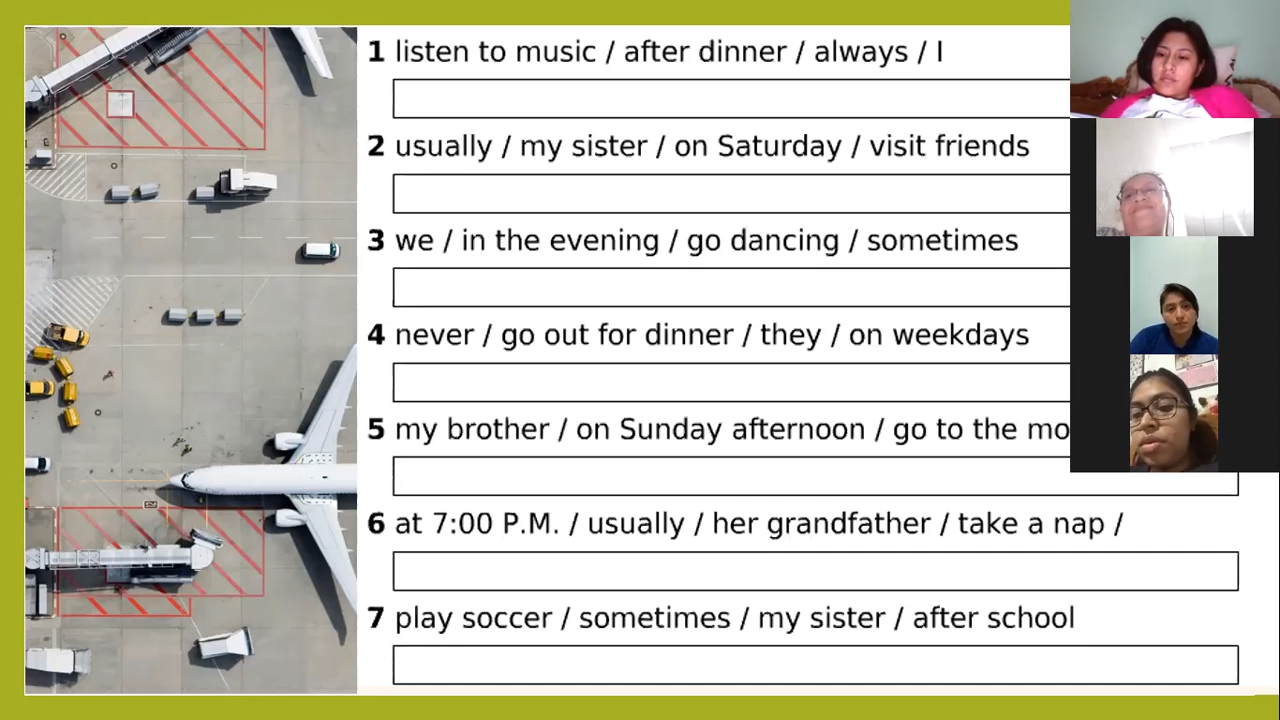 1 listen to music / after dinner / always / I
2 usually / my sister / on Saturday / visit friends
3 we / in the evening / go dancing / sometimes
4 never / go out for dinner / they / on weekdays
5 my brother / on Sunday afternoon / go to the
6 at 7:00 P.M. / usually / her grandfather / take a nap /
7 play soccer / sometimes / my sister / after school